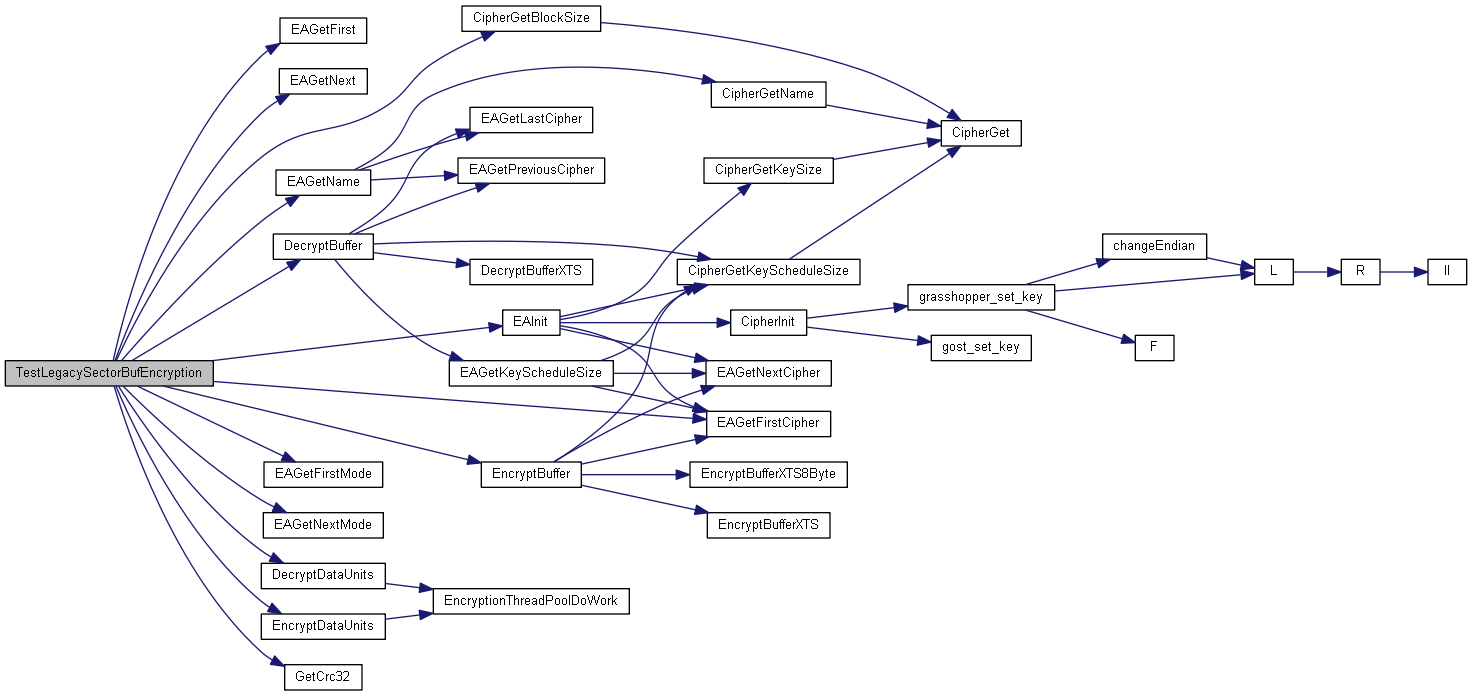 CipherGetBlockSize
EAGetFirst
EAGetNext
CipherGetName
EAGetLastCipher
CipherGet
EAGetPreviousCipher
CipherGetKeySize
EAGetName
DecryptBuffer
changeEndian
DecryptBufferXTS
CipherGetKeyScheduleSize
L
R
ll
grasshopper_set_key
EAInit
CipherInit
gost_set_key
F
TestLegacySectorBufEncryption
EAGetKeyScheduleSize
EAGetNextCipher
EAGetFirstCipher
EAGetFirstMode
EncryptBuffer
EncryptBufferXTS8Byte
EAGetNextMode
EncryptBufferXTS
DecryptDataUnits
EncryptionThreadPoolDoWork
EncryptDataUnits
GetCrc32